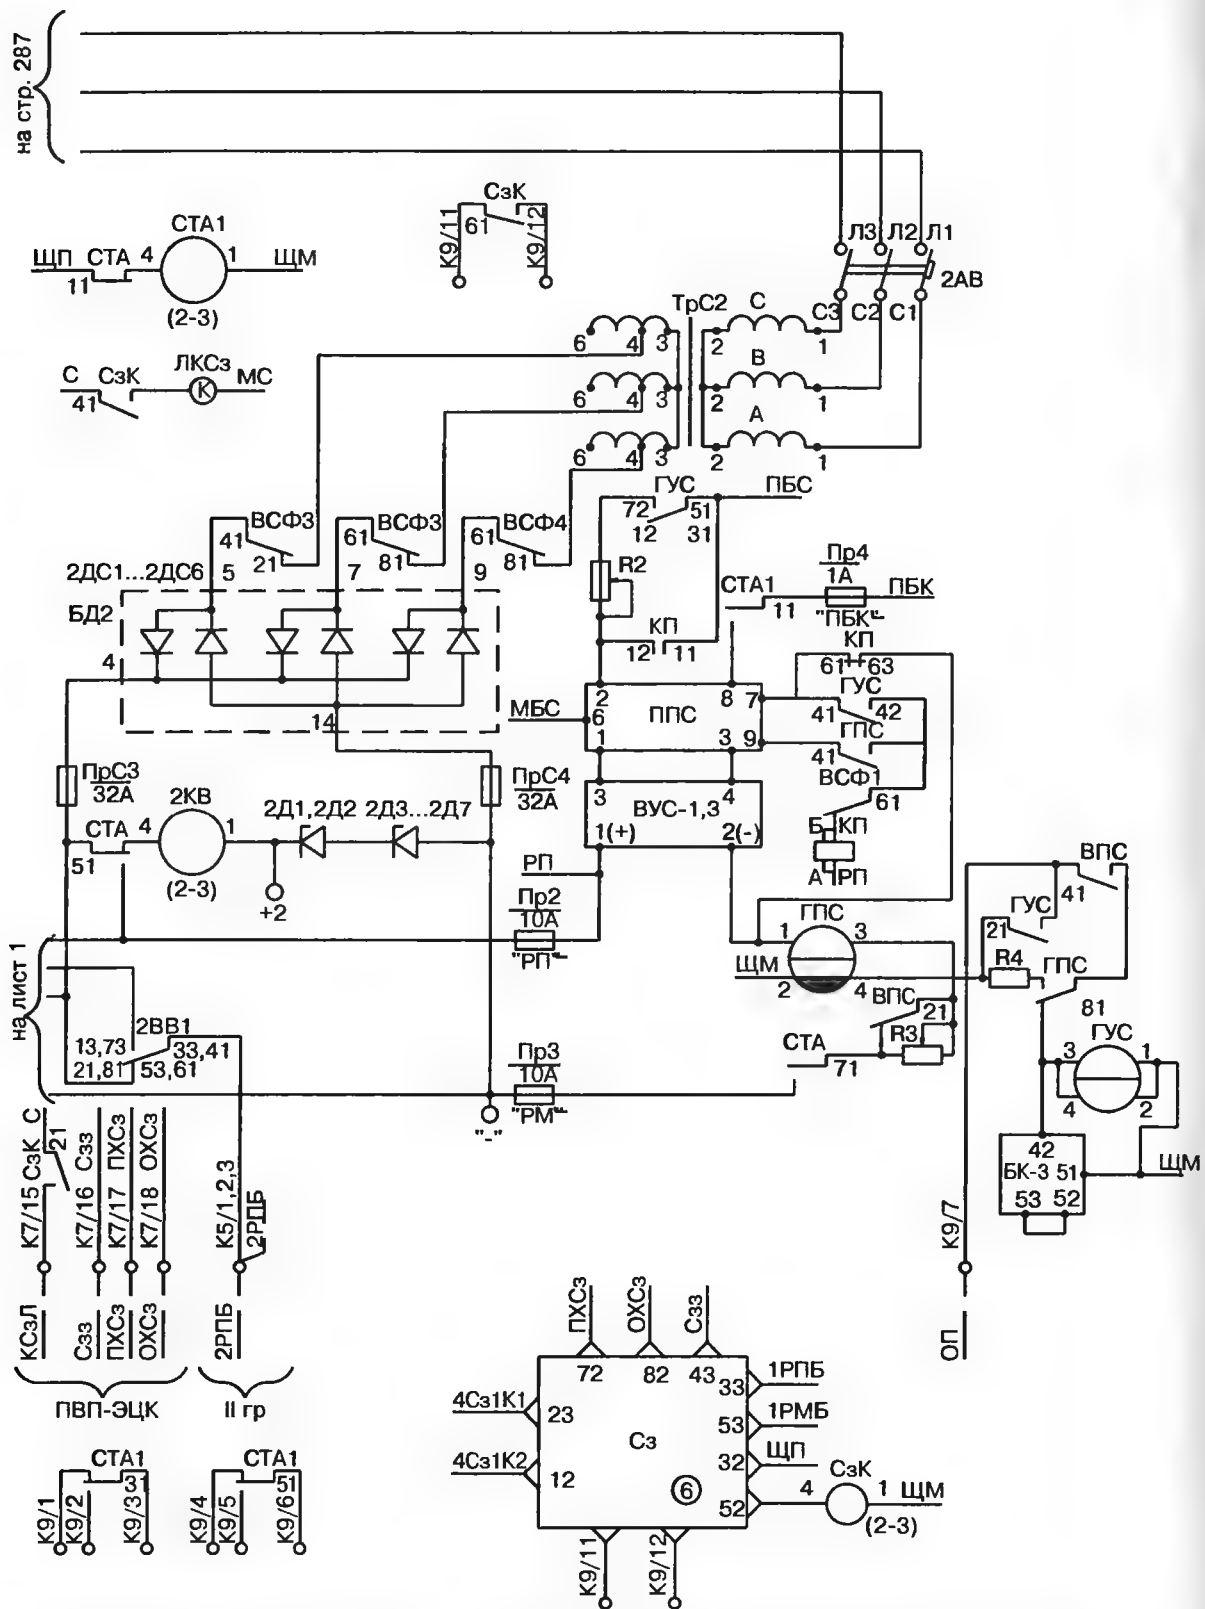 на стр. 287
СТА1
ЩП СТА 4 1 ЩМ
11
(2-3)
С СзК ЛКСз МС
41 К
СзК
К9/11 61 К9/12
Л3 Л2 Л1
2АВ
С3 С2 С1
ТрС2 С
6 4 3 2 1
В
6 4 3 2 1
А
6 4 3 2 1
ГУС ПБС
72 51
12 31
ВСФ3 ВСФ3 ВСФ4
41 21 61 81 61 81
2ДС1...2ДС6 5 7 9
БД2
4
14
R2
КП
12 11
Пр4
1А
СТА1 11 "ПБК" ПБК
КП
61 63
ГУС
41 42
ГПС
41
ВСФ1
61
МБС
2 8 7
6 ППС
1 3 9
3 4
ВУС-1,3
1(+) 2(-)
Б КП
А РП
ПрС3
32А
2КВ
СТА 4 1
51
(2-3)
2Д1,2Д2 2Д3...2Д7
+2
ПрС4
32А
РП
Пр2
10А
"РП"
ГПС
1 3
ЩМ
2 4
ВПС
21
R3
СТА
71
ВПС
41
ГУС
21
R4 ГПС
81
ГУС
3 1
4 2
42
БК-3 51
53 52
ЩМ
на лист 1
2ВВ1
13,73 33,41
21,81 53,61
Пр3
10А
"РМ"
"-"
К7/15 СзК С
21
К7/16 Сзз
К7/17 ПХСз
К7/18 ОХСз
К5/1,2,3
2РПБ
К9/7
КСзЛ
Сзз
ПХСз
ОХСз
2РПБ
ОП
ПВП-ЭЦК
II гр
СТА1
31
К9/1
К9/2
К9/3
СТА1
51
К9/4
К9/5
К9/6
ПХСз
ОХСз
Сзз
72 82 43
33 1РПБ
4Сз1К1 23 53 1РМБ
Сз 32 ЩП
4Сз1К2 12
6
52 4 СзК 1 ЩМ
(2-3)
К9/11
К9/12